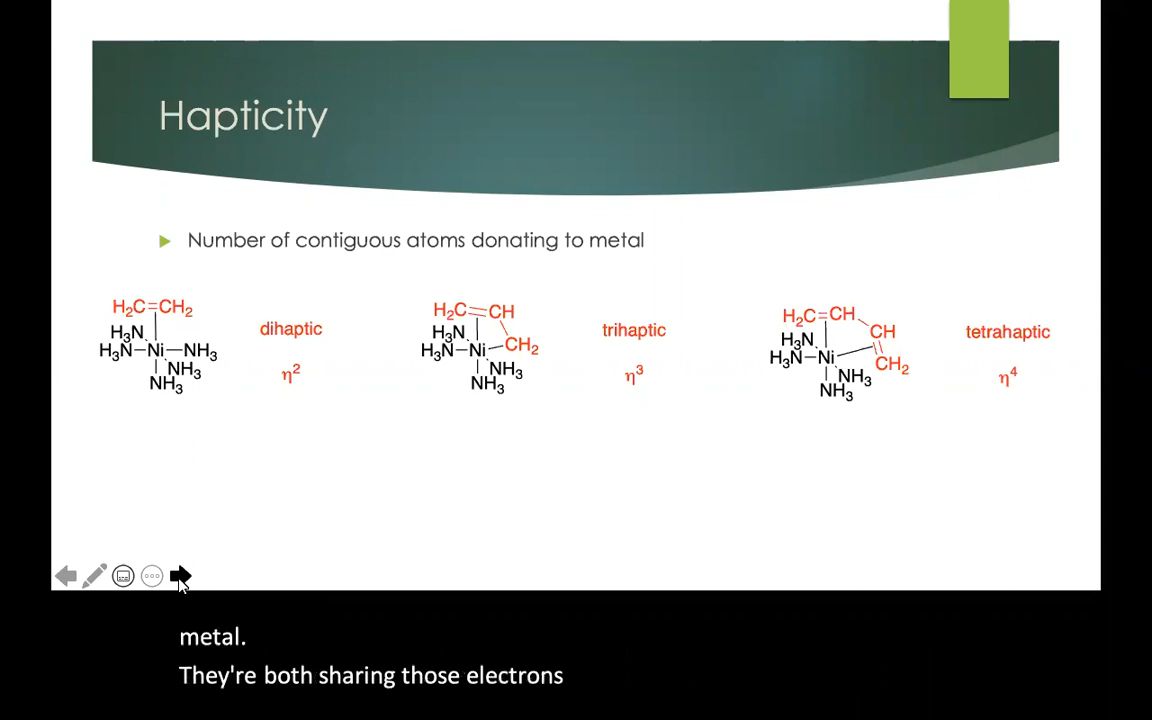 Hapticity
Number of contiguous atoms donating to metal
H₂C=CH₂
H₃N
H₃N–Ni–NH₃
NH₃
NH₃
dihaptic
η²
H₂C=CH
CH₂
H₃N
H₃N–Ni
NH₃
NH₃
trihaptic
η³
H₂C=CH
CH
CH₂
H₃N
H₃N–Ni
NH₃
NH₃
tetrahaptic
η⁴
metal.
They're both sharing those electrons